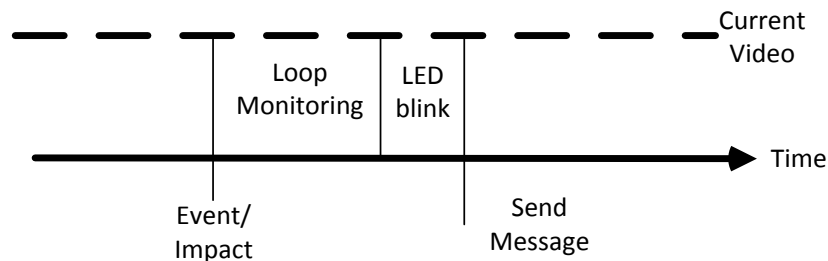 Current
Video
Loop
Monitoring
LED
blink
Time
Event/
Impact
Send
Message